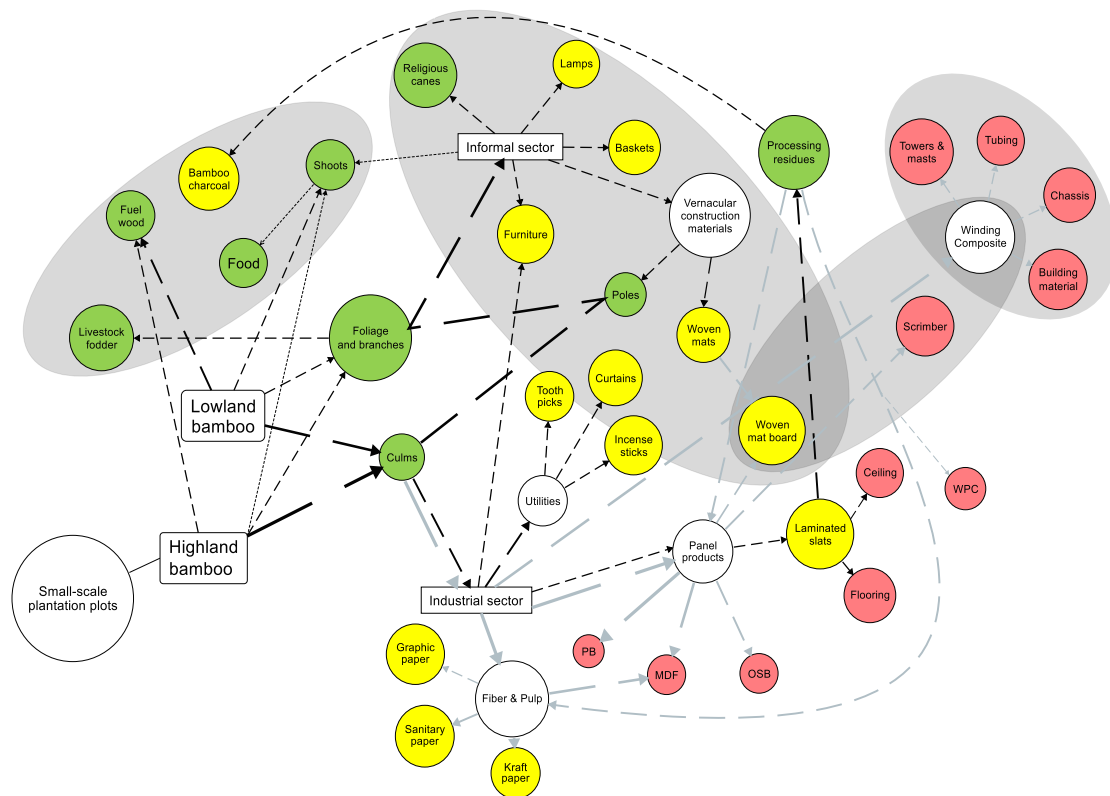 Religious
canes
Lamps
Informal sector
Baskets
Processing
residues
Towers &
masts
Tubing
Bamboo
charcoal
Shoots
Chassis
Fuel
wood
Vernacular
construction
materials
Furniture
Winding
Composite
Food
Building
material
Poles
Livestock
fodder
Foliage
and branches
Woven
mats
Scrimber
Lowland
bamboo
Tooth
picks
Curtains
Culms
Incense
sticks
Woven
mat board
Utilities
Ceiling
WPC
Highland
bamboo
Panel
products
Laminated
slats
Small-scale
plantation plots
Industrial sector
Flooring
Graphic
paper
PB
MDF
OSB
Fiber & Pulp
Sanitary
paper
Kraft
paper